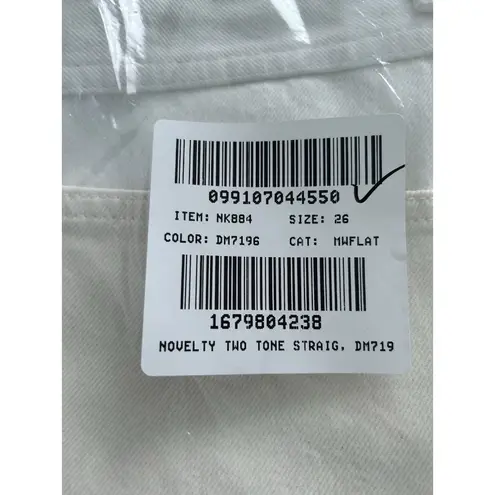 099107044550
ITEM: NK884 SIZE: 26
COLOR: DM7196 CAT: MWFLAT
1679804238
NOVELTY TWO TONE STRAIG, DM719